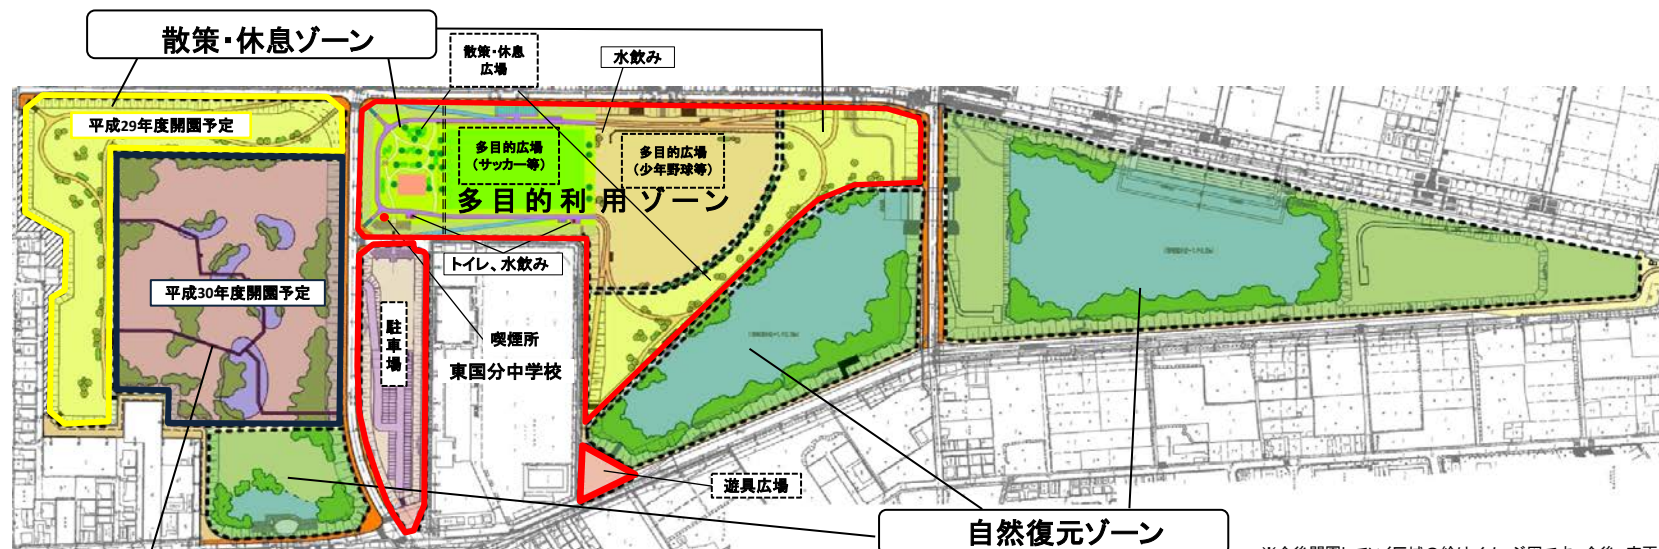 散策・休息ゾーン
散策・休息
広場
水飲み
平成29年度開園予定
多目的広場
(サッカー等)
多目的広場
(少年野球等)
多目的利用ゾーン
トイレ、水飲み
平成30年度開園予定
駐車場
喫煙所
東国分中学校
遊具広場
自然復元ゾーン